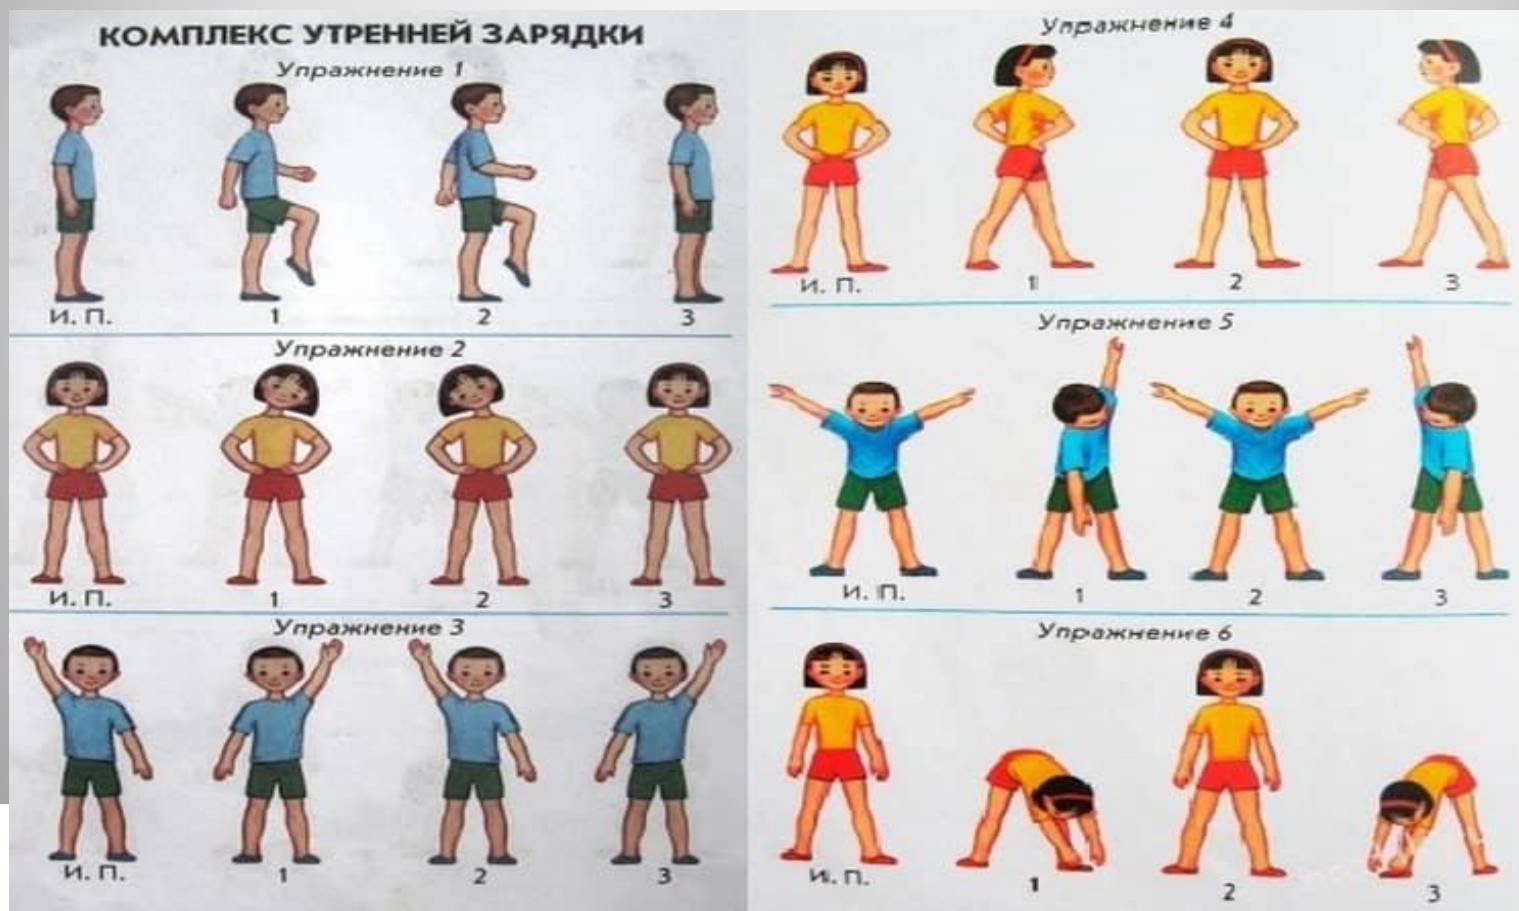 КОМПЛЕКС УТРЕННЕЙ ЗАРЯДКИ
Упражнение 1
И. П. 1 2 3
Упражнение 2
И. П. 1 2 3
Упражнение 3
И. П. 1 2 3
Упражнение 4
И. П. 1 2 3
Упражнение 5
И. П. 1 2 3
Упражнение 6
И. П. 1 2 3